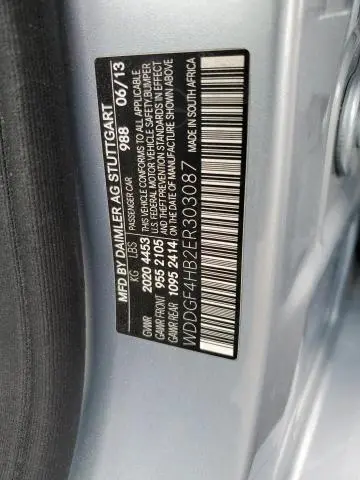 MFD BY DAIMLER AG STUTTGART
PASSENGER CAR 988 06/13
KG LBS THIS VEHICLE CONFORMS TO ALL APPLICABLE
GVWR 2020 4453 U.S. FEDERAL MOTOR VEHICLE SAFETY,BUMPER
GAWR FRONT 955 2105 AND THEFT PREVENTION STANDARDS IN EFFECT
GAWR REAR 1095 2414 ON THE DATE OF MANUFACTURE SHOWN ABOVE
WDDGF4HB2ER303087
MADE IN SOUTH AFRICA